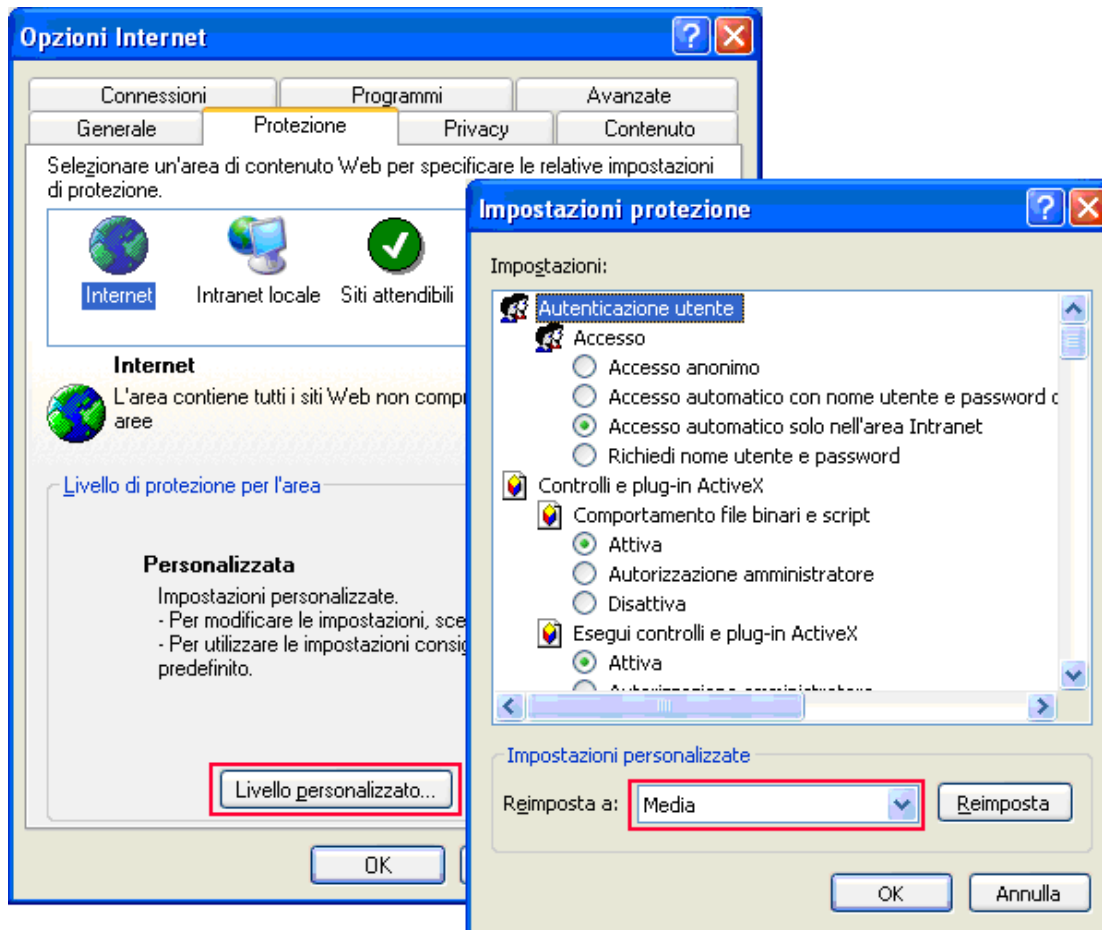 Opzioni Internet
Connessioni
Programmi
Avanzate
Generale
Protezione
Privacy
Contenuto
Selezionare un'area di contenuto Web per specificare le relative impostazioni
di protezione.
Internet
Intranet locale
Siti attendibili
Internet
L'area contiene tutti i siti Web non
aree
Livello di protezione per l'area
Personalizzata
Impostazioni personalizzate.
- Per modificare le impostazioni,
- Per utilizzare le impostazioni
predefinito.
Livello personalizzato...
OK
Impostazioni protezione
Impostazioni:
Autenticazione utente
Accesso
Accesso anonimo
Accesso automatico con nome utente e password
Accesso automatico solo nell'area Intranet
Richiedi nome utente e password
Controlli e plug-in ActiveX
Comportamento file binari e script
Attiva
Autorizzazione amministratore
Disattiva
Esegui controlli e plug-in ActiveX
Attiva
Impostazioni personalizzate
Reimposta a:
Media
Reimposta
OK
Annulla